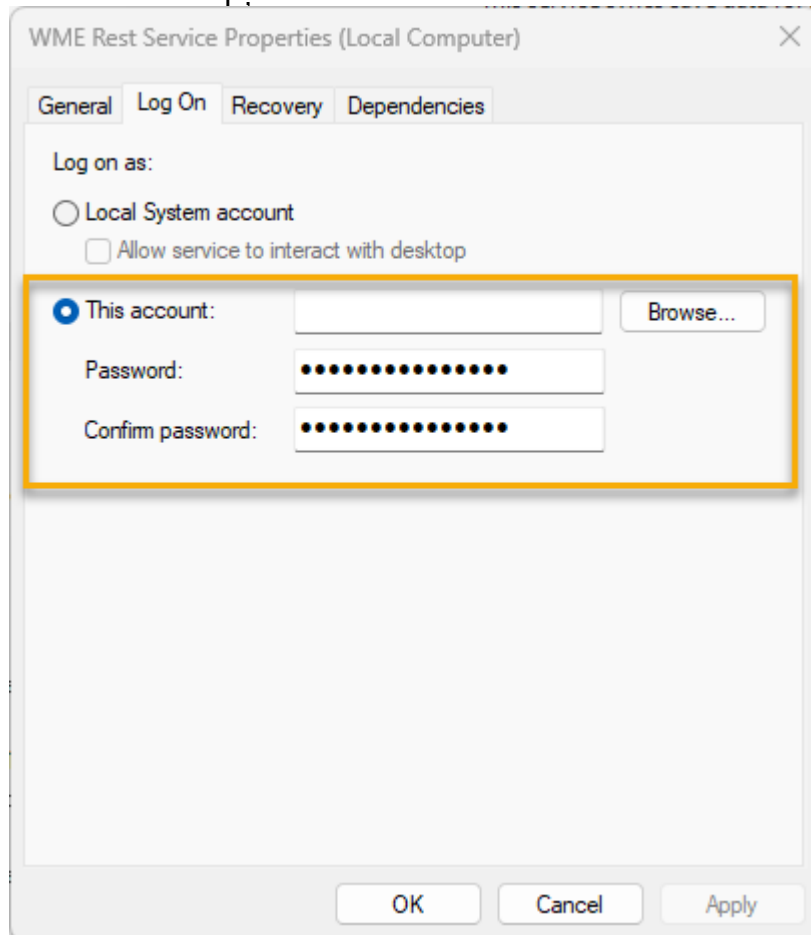 WME Rest Service Properties (Local Computer)
General Log On Recovery Dependencies
Log on as:
Local System account
Allow service to interact with desktop
This account: Browse...
Password: •••••••••••••••
Confirm password: •••••••••••••••
OK Cancel Apply